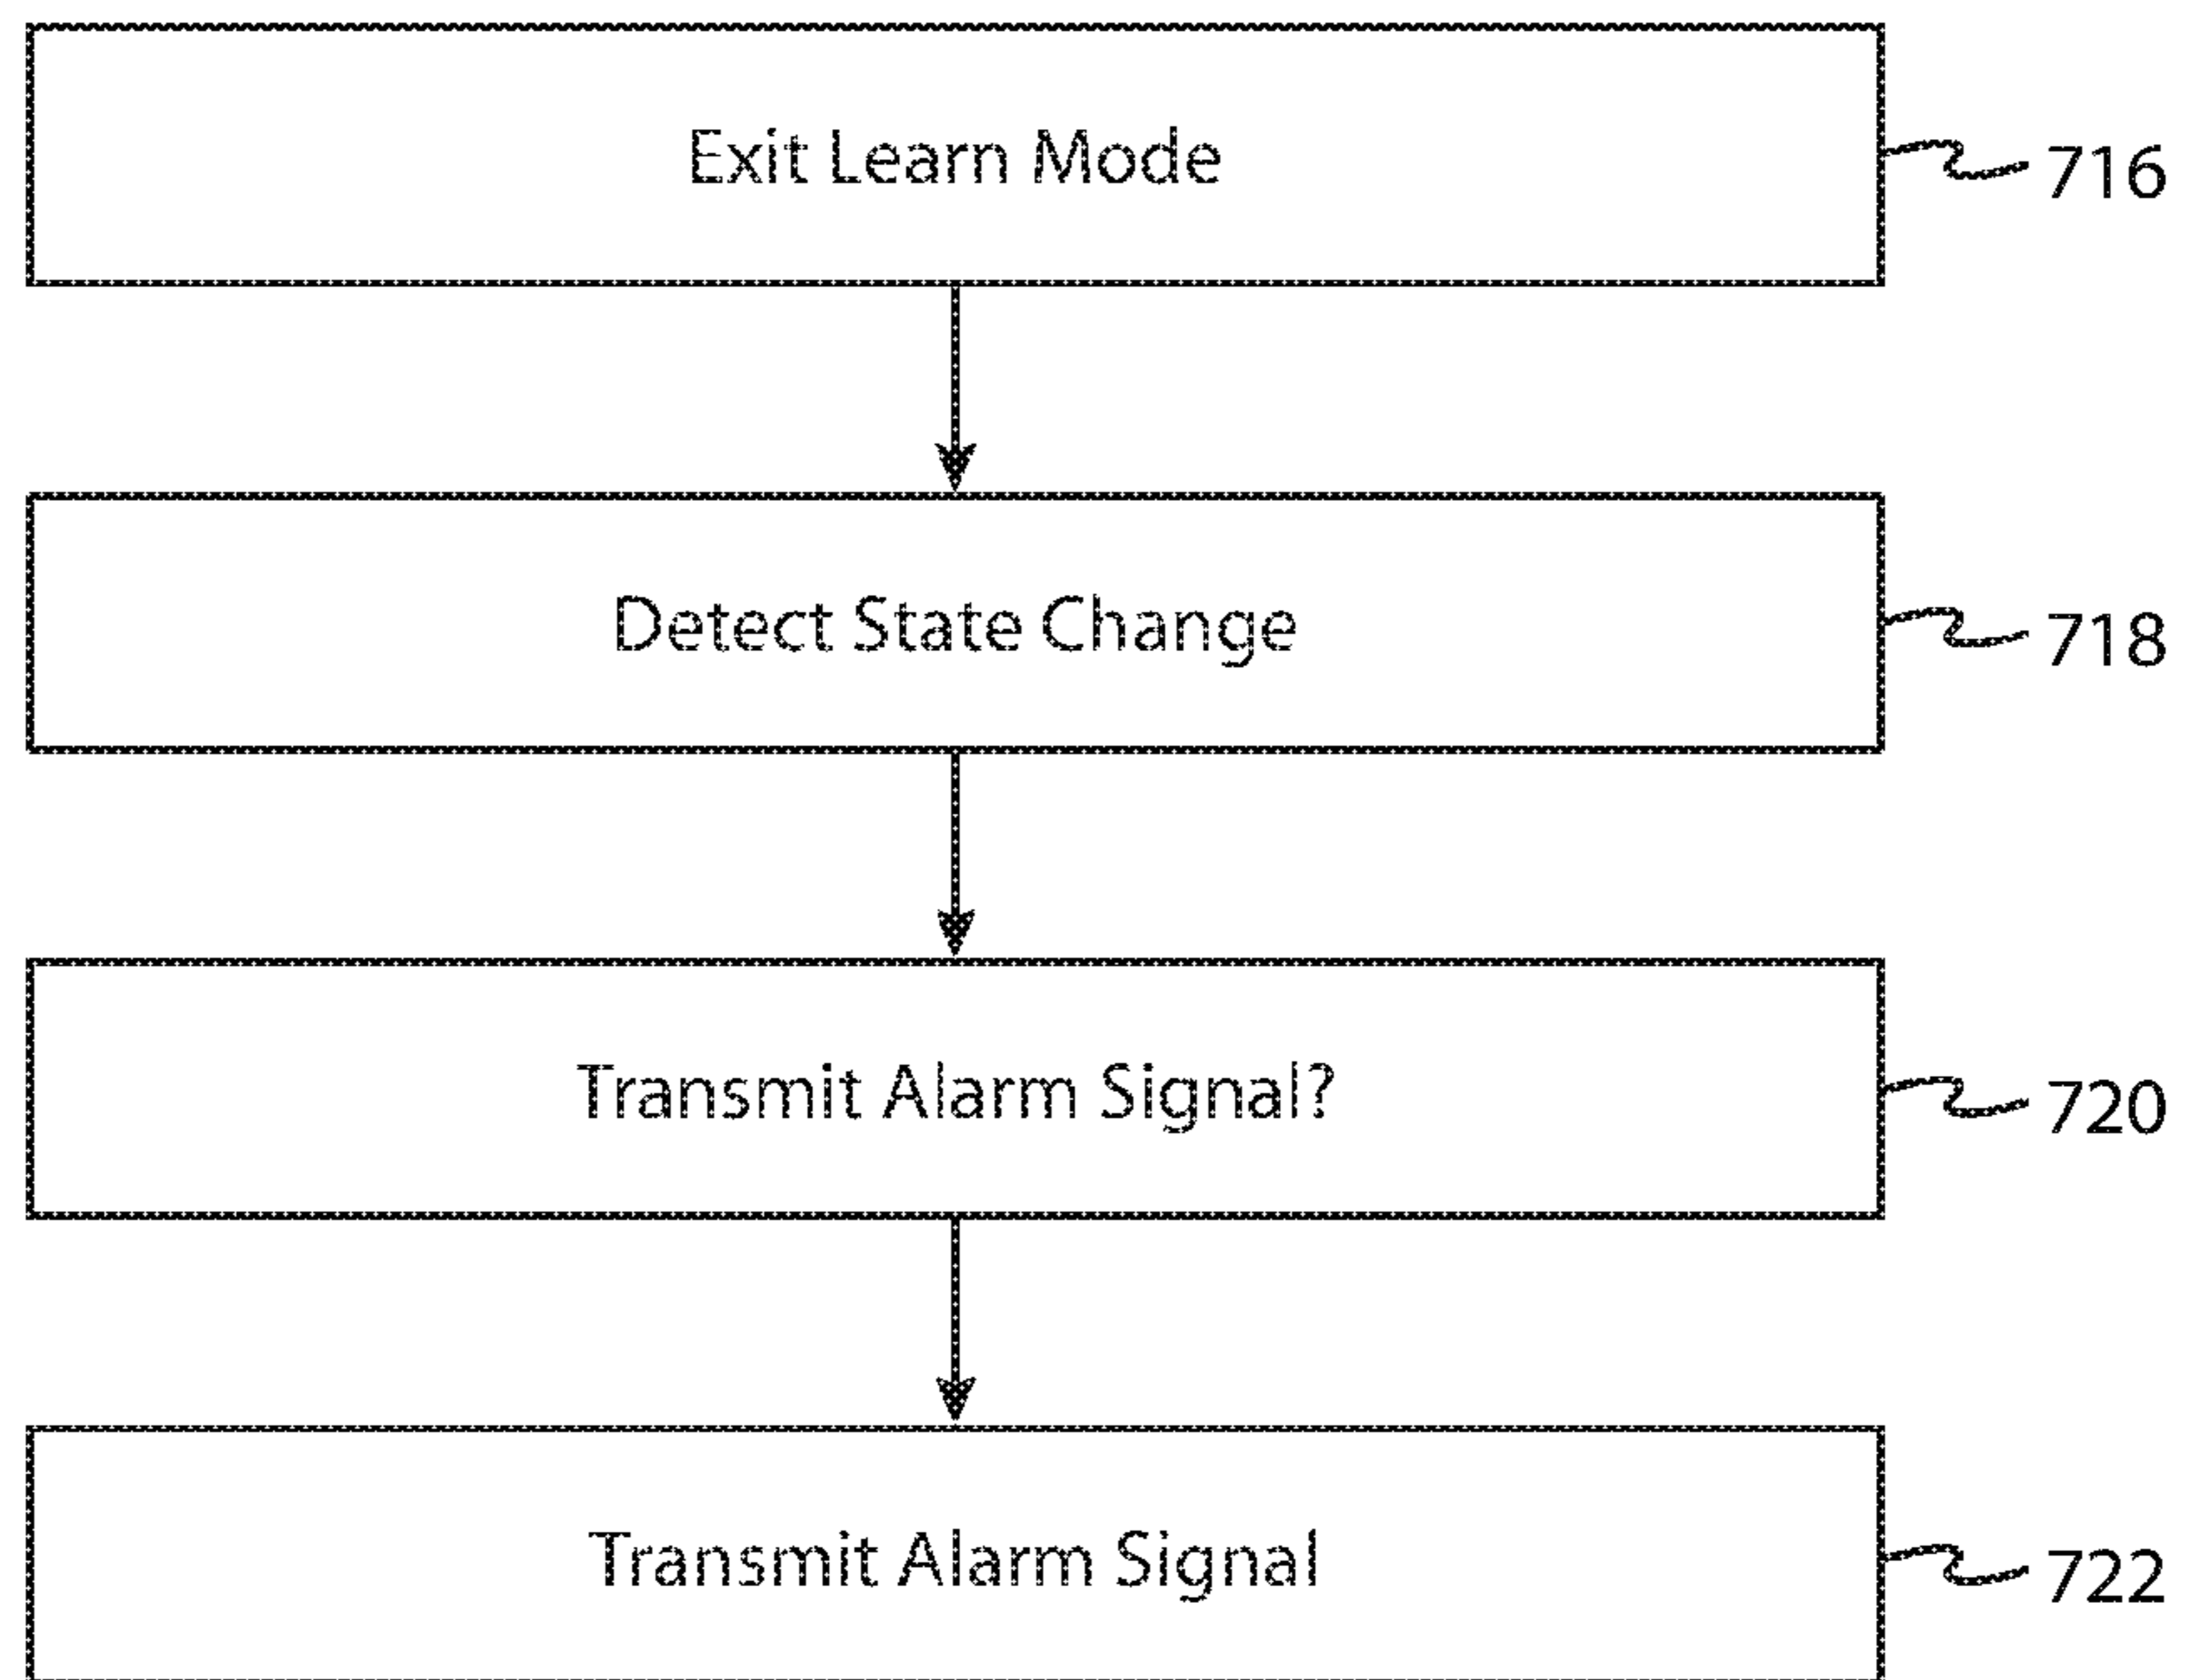 Exit Learn Mode
716
Detect State Change
718
Transmit Alarm Signal?
720
Transmit Alarm Signal
722